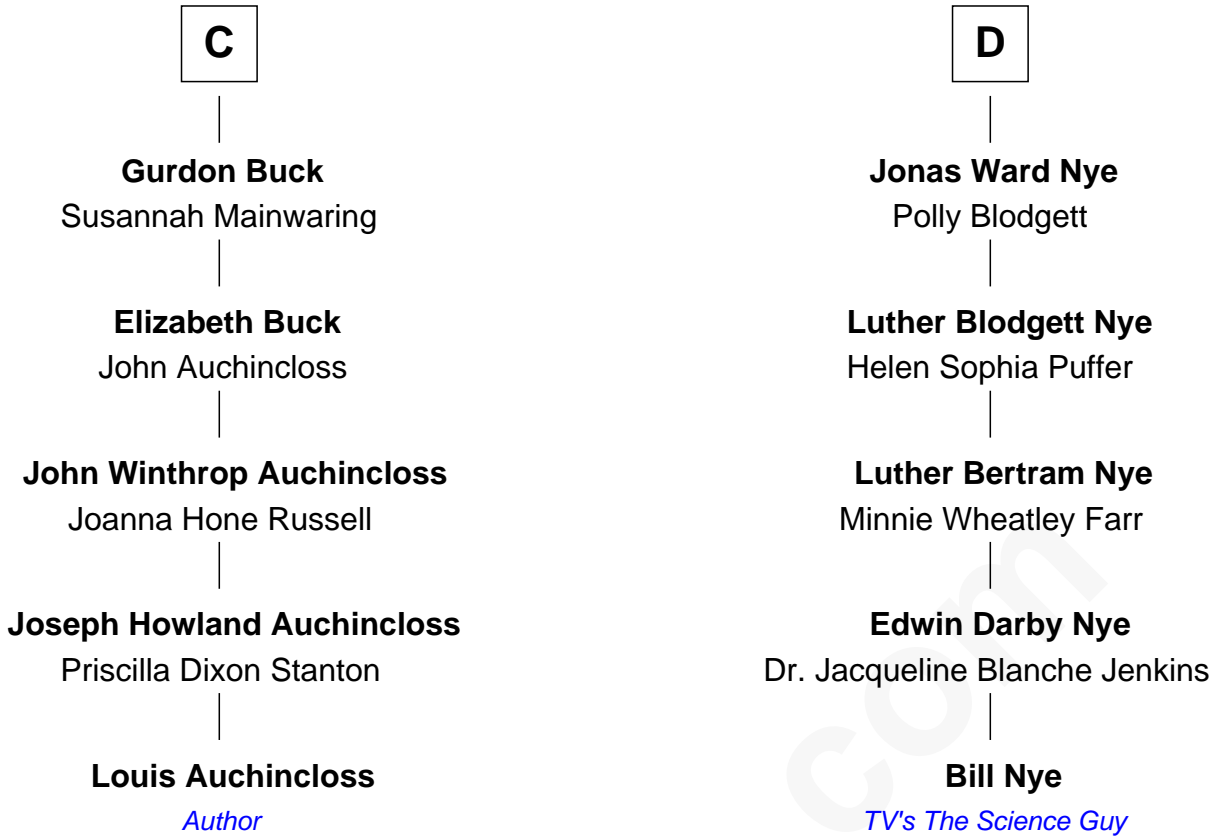 C
Gurdon Buck
Susannah Mainwaring
Elizabeth Buck
John Auchincloss
John Winthrop Auchincloss
Joanna Hone Russell
Joseph Howland Auchincloss
Priscilla Dixon Stanton
Louis Auchincloss
Author
D
Jonas Ward Nye
Polly Blodgett
Luther Blodgett Nye
Helen Sophia Puffer
Luther Bertram Nye
Minnie Wheatley Farr
Edwin Darby Nye
Dr. Jacqueline Blanche Jenkins
Bill Nye
TV's The Science Guy
com